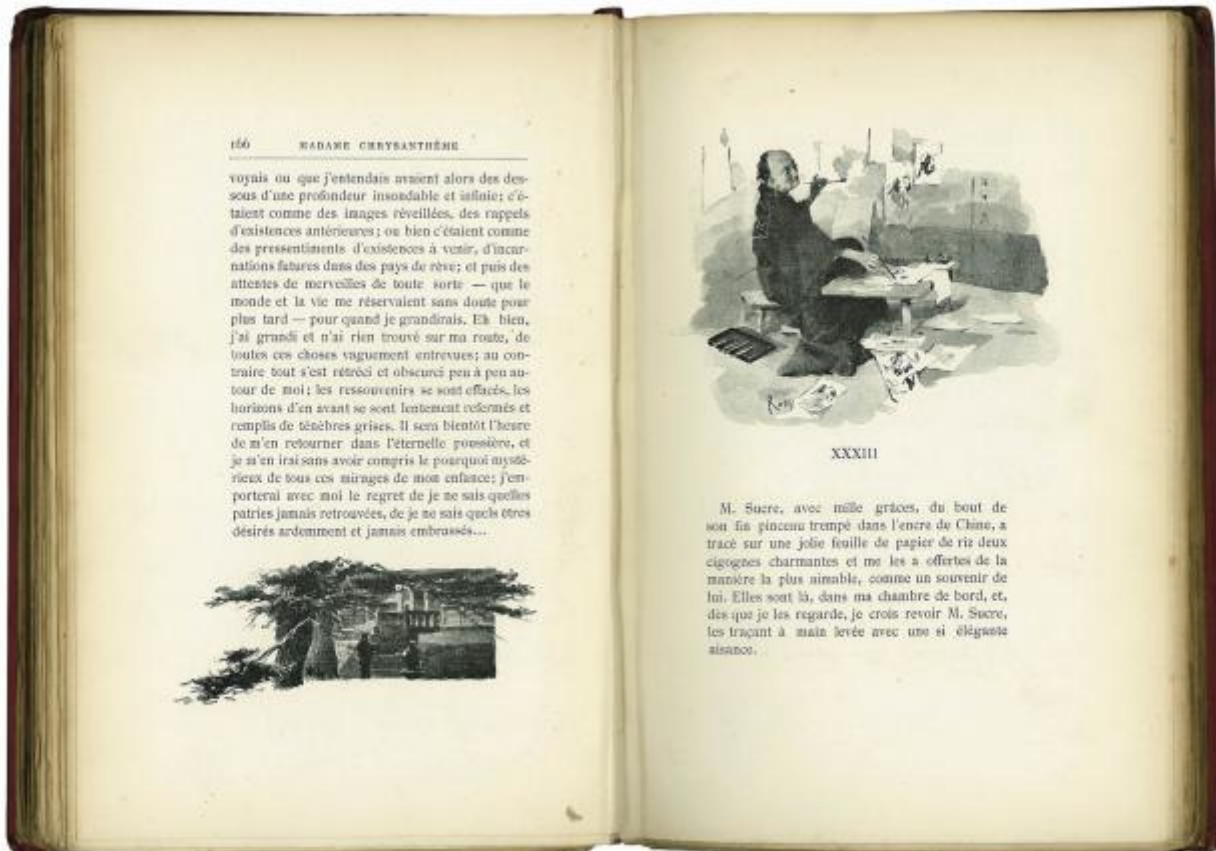 166 MADAME CHRYSANTHÈME
voyais ou que j'entendais avaient alors des des-
sous d'une profondeur insondable et infinie; c'é-
taient comme des images réveillées, des rappels
d'existences antérieures; ou bien c'étaient comme
des pressentiments d'existences à venir, d'incar-
nations futures dans des pays de rêve; et puis des
attentes de merveilles de toute sorte — que le
monde et la vie me réservaient sans doute pour
plus tard — pour quand je grandirais. Eh bien,
j'ai grandi et n'ai rien trouvé sur ma route, de
toutes ces choses vaguement entrevues; au con-
traire tout s'est rétréci et obscurci peu à peu au-
tour de moi; les ressouvenirs se sont effacés, les
horizons d'en avant se sont lentement refermés et
remplis de ténèbres grises. Il sera bientôt l'heure
de m'en retourner dans l'éternelle poussière, et
je m'en irai sans avoir compris le pourquoi mysté-
rieux de tous ces mirages de mon enfance; j'em-
porterai avec moi le regret de je ne sais quelles
patries jamais retrouvées, de je ne sais quels êtres
désirés ardemment et jamais embrassés...
Rossi
XXXIII
M. Sucre, avec mille grâces, du bout de
son fin pinceau trempé dans l'encre de Chine, a
tracé sur une jolie feuille de papier de riz deux
cigognes charmantes et me les a offertes de la
manière la plus aimable, comme un souvenir de
lui. Elles sont là, dans ma chambre de bord, et,
dès que je les regarde, je crois revoir M. Sucre,
les traçant à main levée avec une si élégante
aisance.